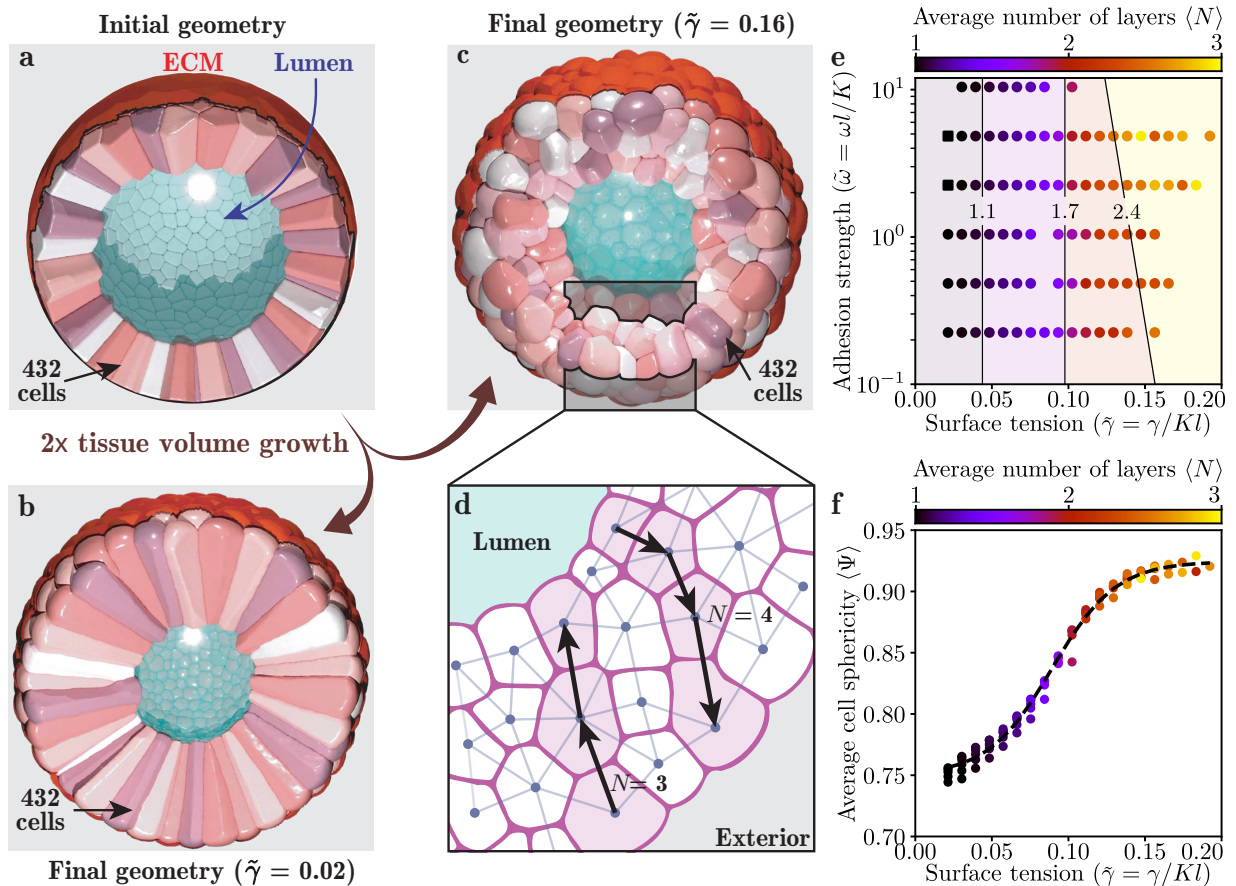 Initial geometry
a
ECM
Lumen
432
cells
2x tissue volume growth
b
432
cells
Final geometry (γ̃ = 0.02)
Final geometry (γ̃ = 0.16)
c
432
cells
d
Lumen
N = 4
N = 3
Exterior
Average number of layers ⟨N⟩
1 2 3
e
Adhesion strength (ω̃ = ωl/K)
10¹
10⁰
10⁻¹
1.1 1.7 2.4
0.00 0.05 0.10 0.15 0.20
Surface tension (γ̃ = γ/Kl)
Average number of layers ⟨N⟩
1 2 3
f
Average cell sphericity ⟨Ψ⟩
0.95
0.90
0.85
0.80
0.75
0.70
0.00 0.05 0.10 0.15 0.20
Surface tension (γ̃ = γ/Kl)